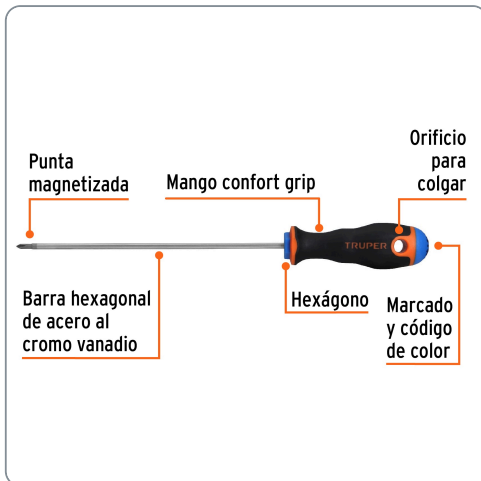 Orificio
para
colgar
Punta
magnetizada
Mango confort grip
TRUPER
Barra hexagonal
de acero al
cromo vanadio
Hexágono
Marcado
y código
de color